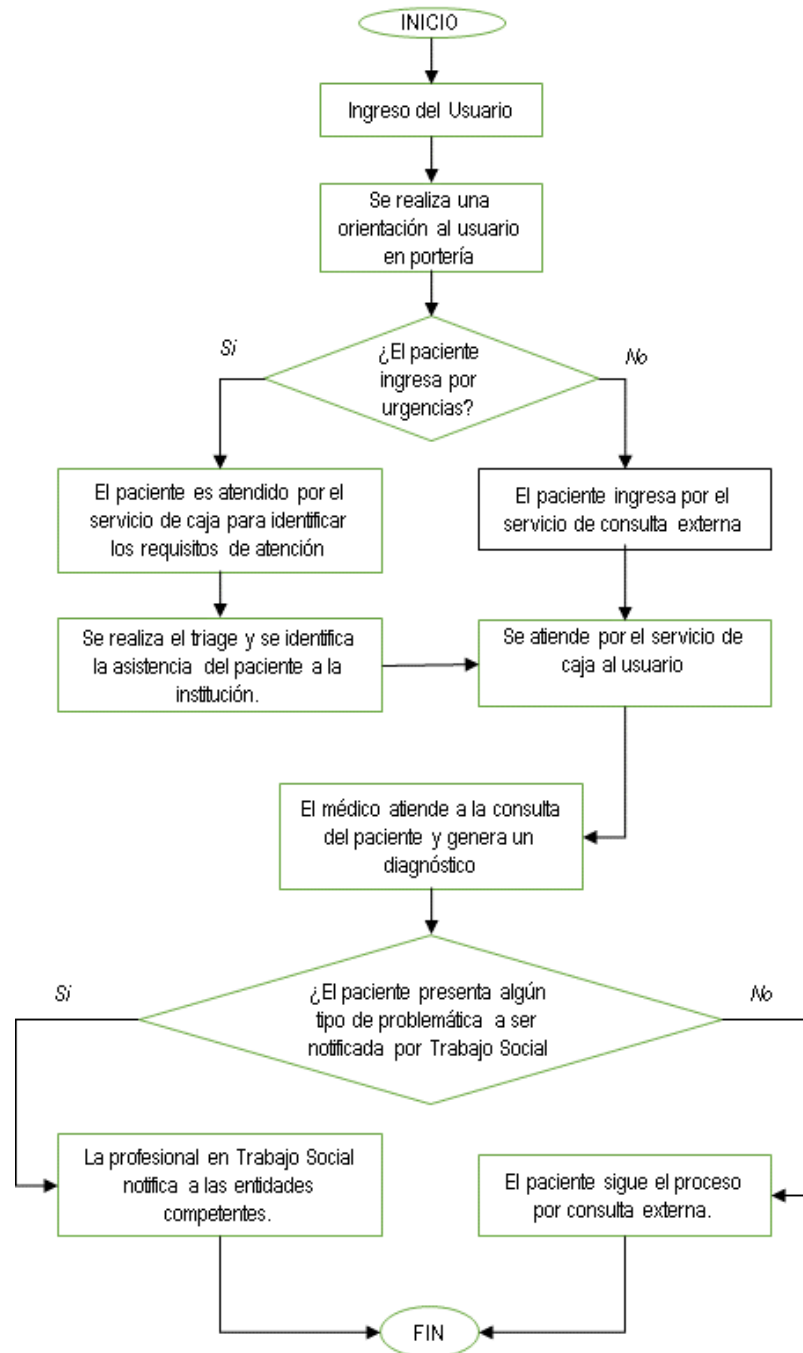 INICIO
Ingreso del Usuario
Se realiza una
orientación al usuario
en portería
¿El paciente
ingresa por
urgencias?
Si
No
El paciente es atendido por el
servicio de caja para identificar
los requisitos de atención
El paciente ingresa por el
servicio de consulta externa
Se realiza el triage y se identifica
la asistencia del paciente a la
institución.
Se atiende por el servicio de
caja al usuario
El médico atiende a la consulta
del paciente y genera un
diagnóstico
¿El paciente presenta algún
tipo de problemática a ser
notificada por Trabajo Social
Si
No
La profesional en Trabajo Social
notifica a las entidades
competentes.
El paciente sigue el proceso
por consulta externa.
FIN